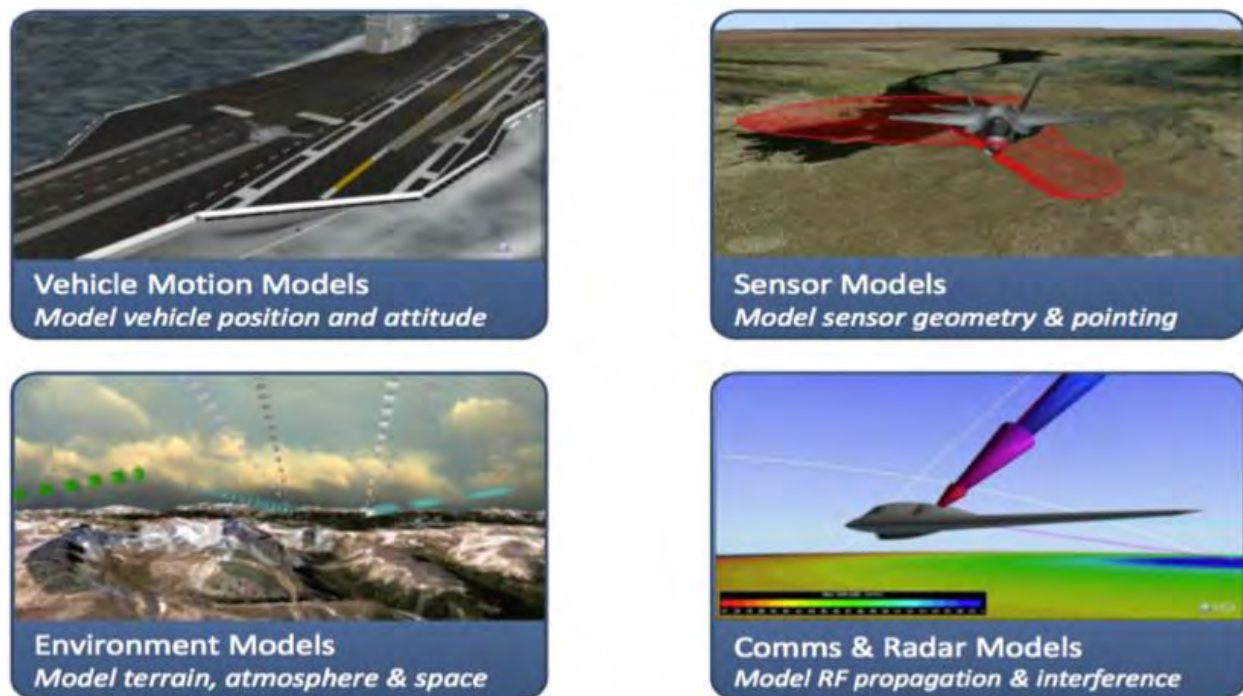 Vehicle Motion Models
Model vehicle position and attitude
Sensor Models
Model sensor geometry & pointing
Environment Models
Model terrain, atmosphere & space
Comms & Radar Models
Model RF propagation & interference